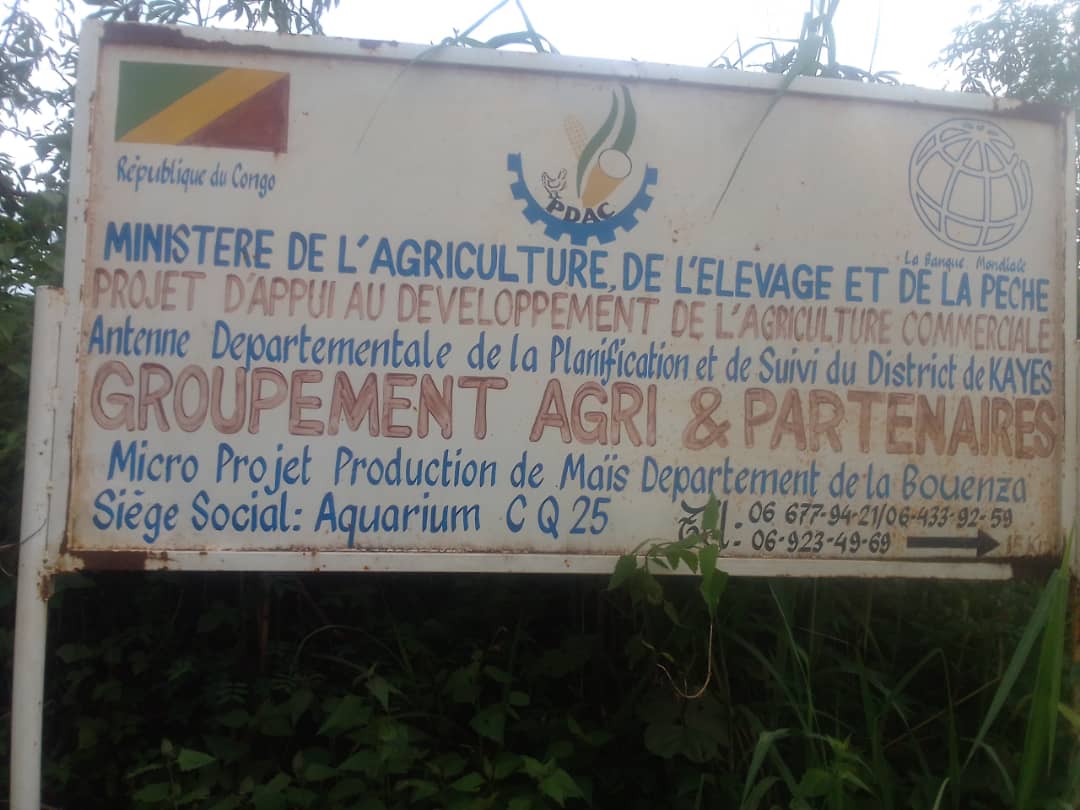 République du Congo
PDAC
La Banque Mondiale
MINISTERE DE L'AGRICULTURE, DE L'ELEVAGE ET DE LA PECHE
PROJET D'APPUI AU DEVELOPPEMENT DE L'AGRICULTURE COMMERCIALE
Antenne Departementale de la Planification et de Suivi du District de KAYES
GROUPEMENT AGRI & PARTENAIRES
Micro Projet Production de Maïs Departement de la Bouenza
Siége Social: Aquarium C Q 25
06 677-94-21/06-433-92-59
06-923-49-69